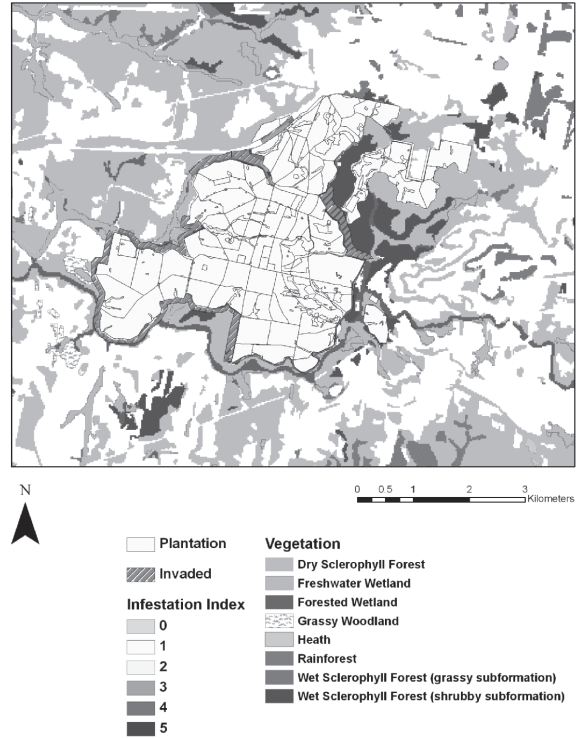 N
0 0.5 1 2 3
Kilometers
Plantation
Invaded
Infestation Index
0
1
2
3
4
5
Vegetation
Dry Sclerophyll Forest
Freshwater Wetland
Forested Wetland
Grassy Woodland
Heath
Rainforest
Wet Sclerophyll Forest (grassy subformation)
Wet Sclerophyll Forest (shrubby subformation)